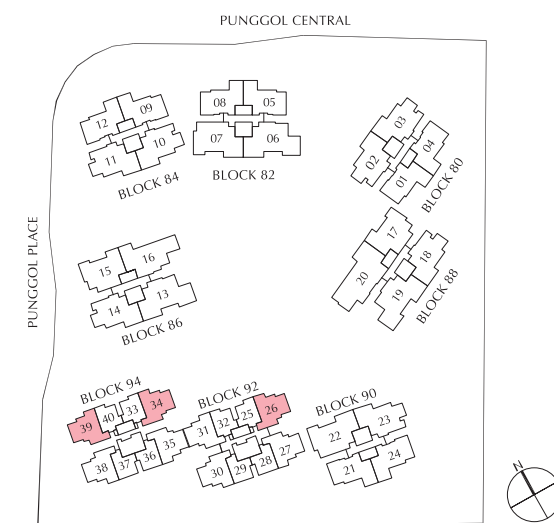 PUNGGOL CENTRAL
PUNGGOL PLACE
12 09
11 10
BLOCK 84
08 05
07 06
BLOCK 82
03
04
02
01
BLOCK 80
15 16
14 13
BLOCK 86
17
18
20
19
BLOCK 88
BLOCK 94
39 40 33 34
38 37 36 35
BLOCK 92
31 32 25 26
30 29 28 27
BLOCK 90
22 23
21 24
N